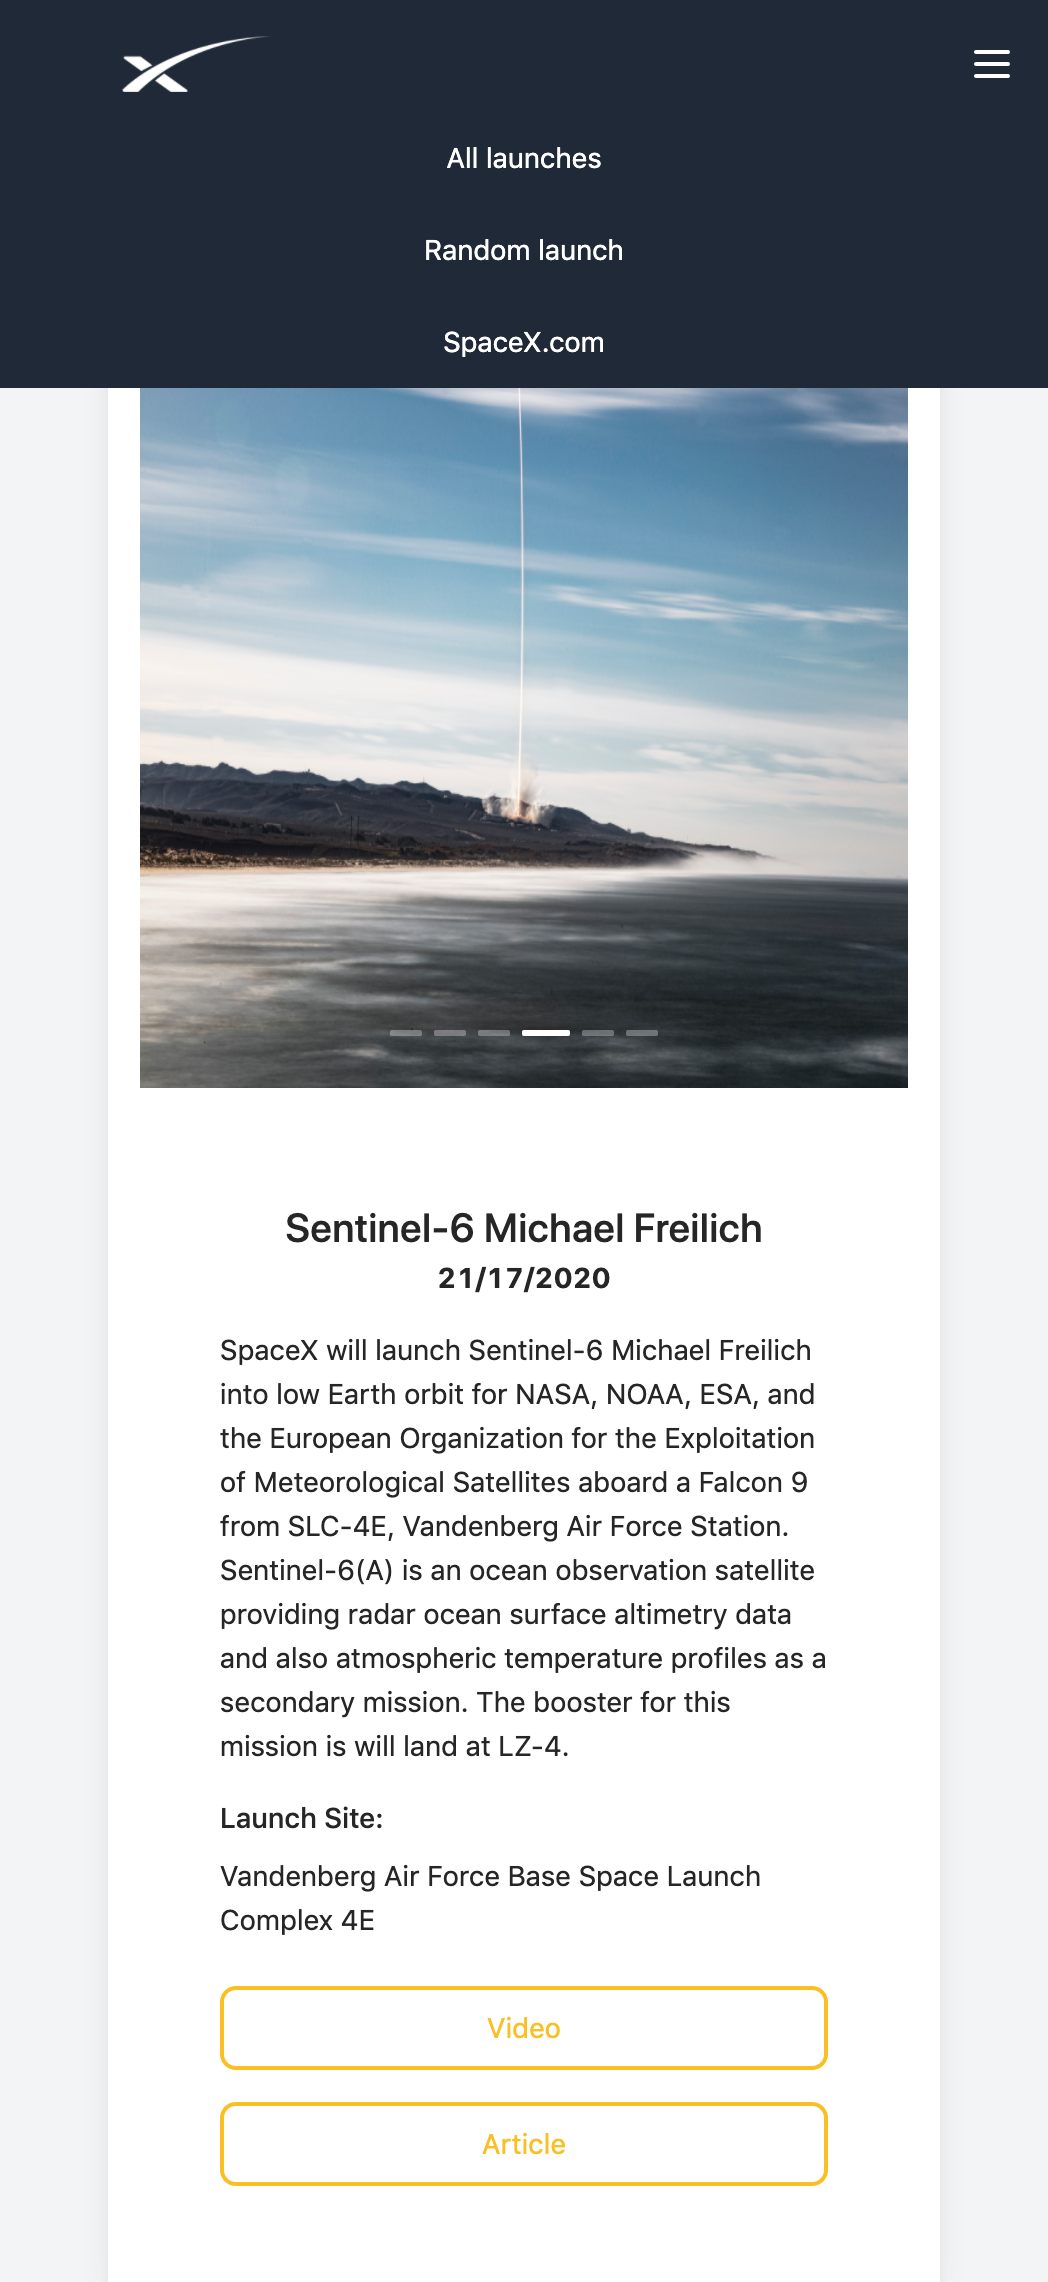 All launches
Random launch
SpaceX.com
Sentinel-6 Michael Freilich
21/17/2020
SpaceX will launch Sentinel-6 Michael Freilich
into low Earth orbit for NASA, NOAA, ESA, and
the European Organization for the Exploitation
of Meteorological Satellites aboard a Falcon 9
from SLC-4E, Vandenberg Air Force Station.
Sentinel-6(A) is an ocean observation satellite
providing radar ocean surface altimetry data
and also atmospheric temperature profiles as a
secondary mission. The booster for this
mission is will land at LZ-4.
Launch Site:
Vandenberg Air Force Base Space Launch
Complex 4E
Video
Article